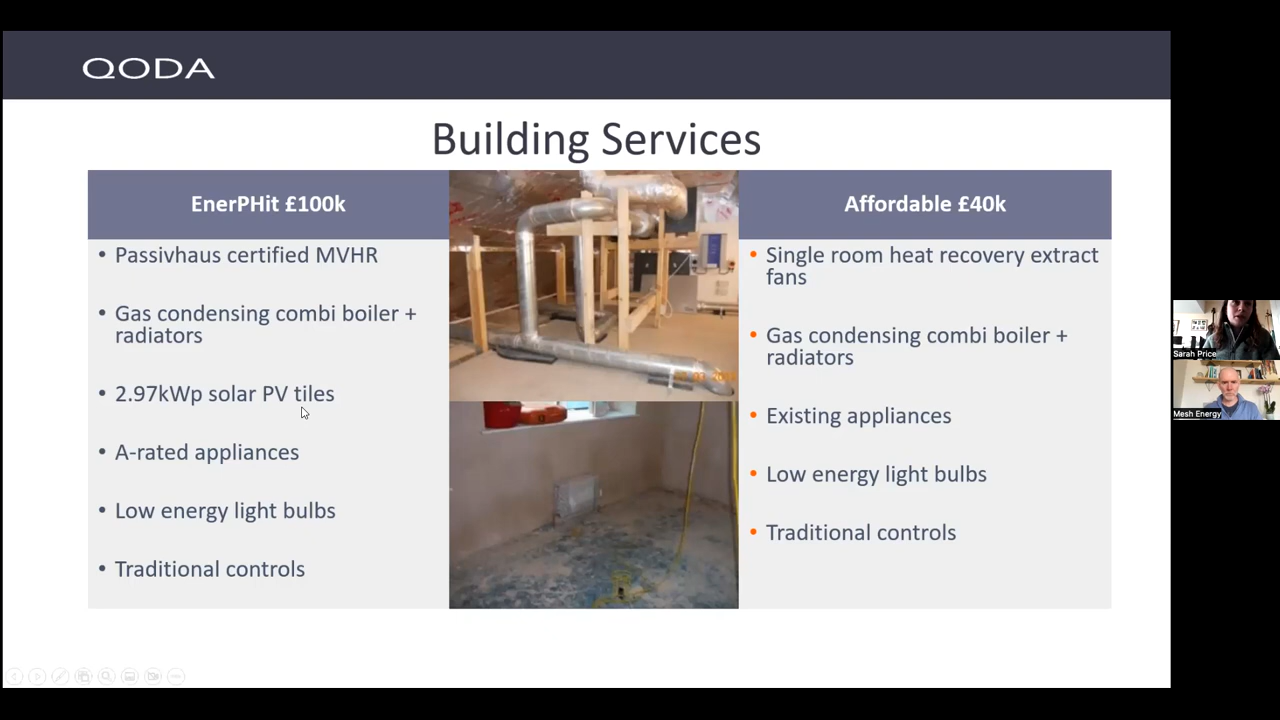 QODA
Building Services
EnerPHit £100k
• Passivhaus certified MVHR
• Gas condensing combi boiler +
radiators
• 2.97kWp solar PV tiles
• A-rated appliances
• Low energy light bulbs
• Traditional controls
Affordable £40k
• Single room heat recovery extract
fans
• Gas condensing combi boiler +
radiators
• Existing appliances
• Low energy light bulbs
• Traditional controls
Sarah Price
Mesh Energy